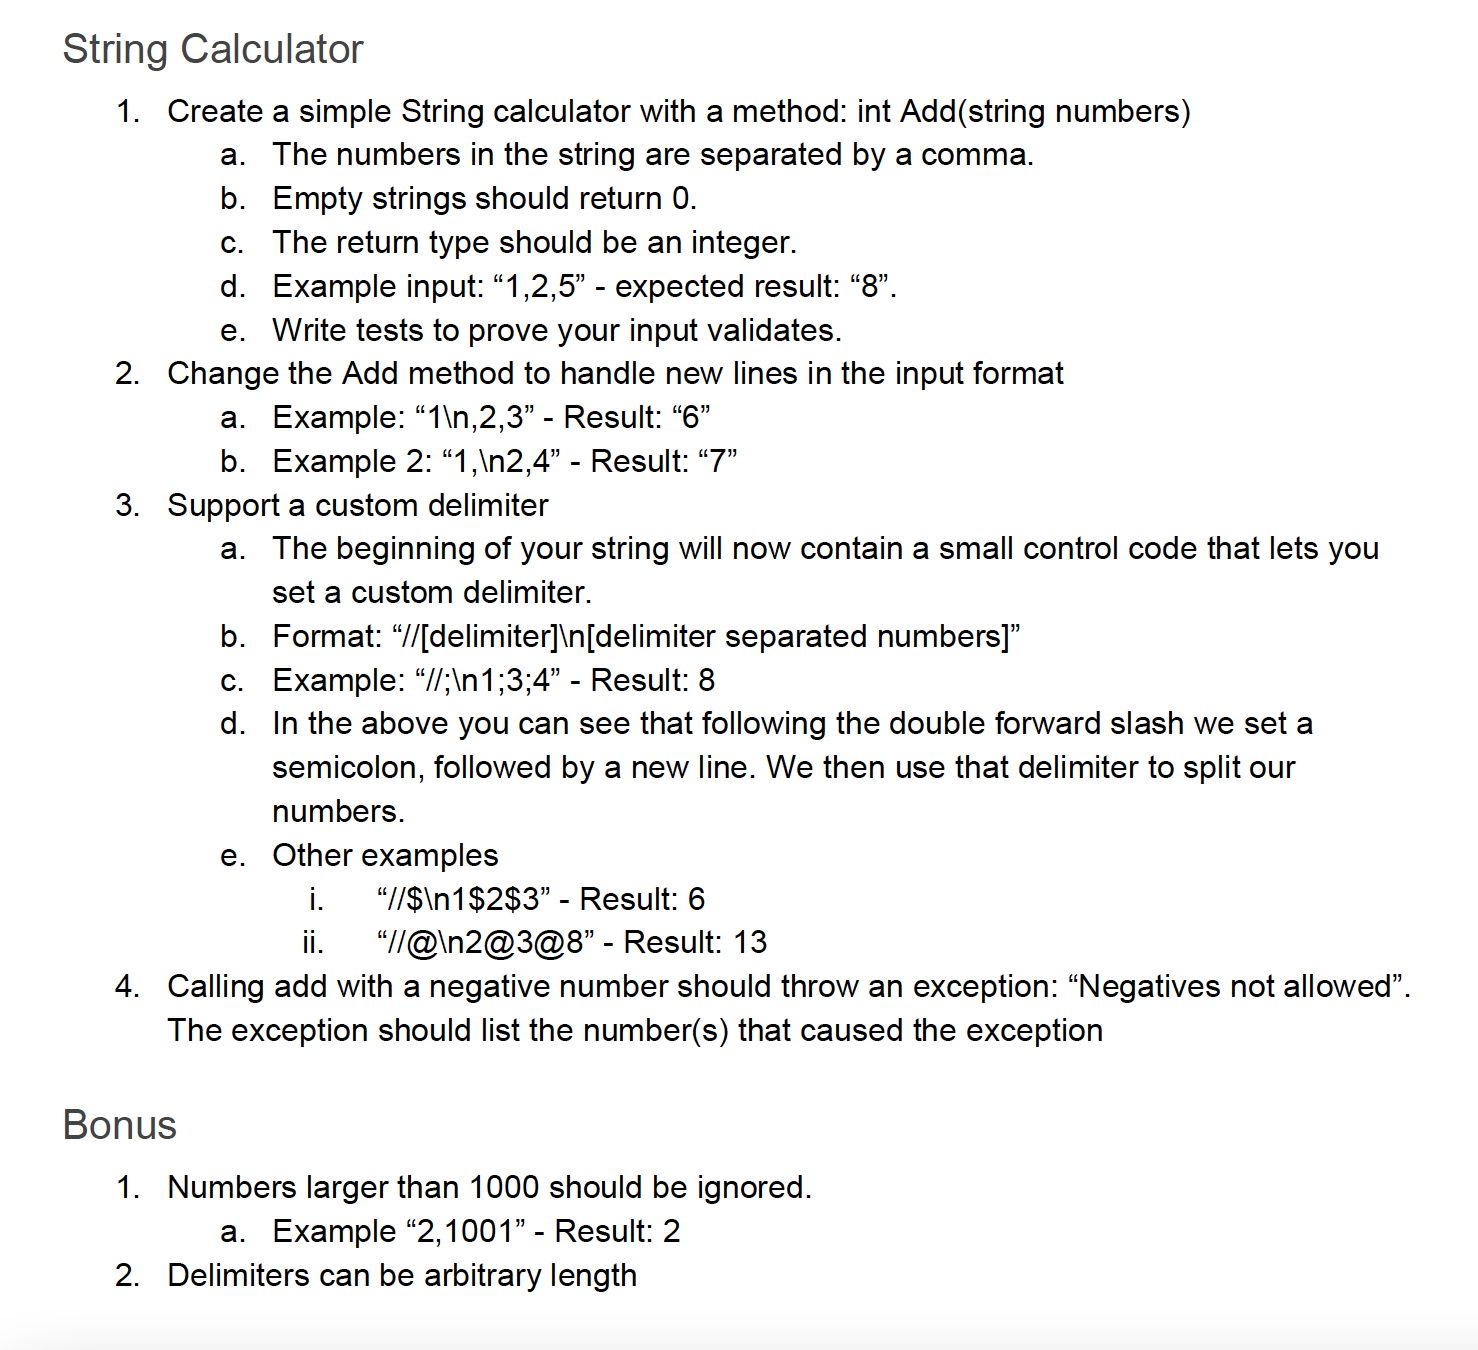 String Calculator
1. Create a simple String calculator with a method: int Add(string numbers)
a. The numbers in the string are separated by a comma.
b. Empty strings should return 0.
c. The return type should be an integer.
d. Example input: “1,2,5” - expected result: “8”.
e. Write tests to prove your input validates.
2. Change the Add method to handle new lines in the input format
a. Example: “1\n,2,3” - Result: “6”
b. Example 2: “1,\n2,4” - Result: “7”
3. Support a custom delimiter
a. The beginning of your string will now contain a small control code that lets you
set a custom delimiter.
b. Format: “//[delimiter]\n[delimiter separated numbers]”
c. Example: “//;\n1;3;4” - Result: 8
d. In the above you can see that following the double forward slash we set a
semicolon, followed by a new line. We then use that delimiter to split our
numbers.
e. Other examples
i. “//$\n1$2$3” - Result: 6
ii. “//@\n2@3@8” - Result: 13
4. Calling add with a negative number should throw an exception: “Negatives not allowed”.
The exception should list the number(s) that caused the exception
Bonus
1. Numbers larger than 1000 should be ignored.
a. Example “2,1001” - Result: 2
2. Delimiters can be arbitrary length